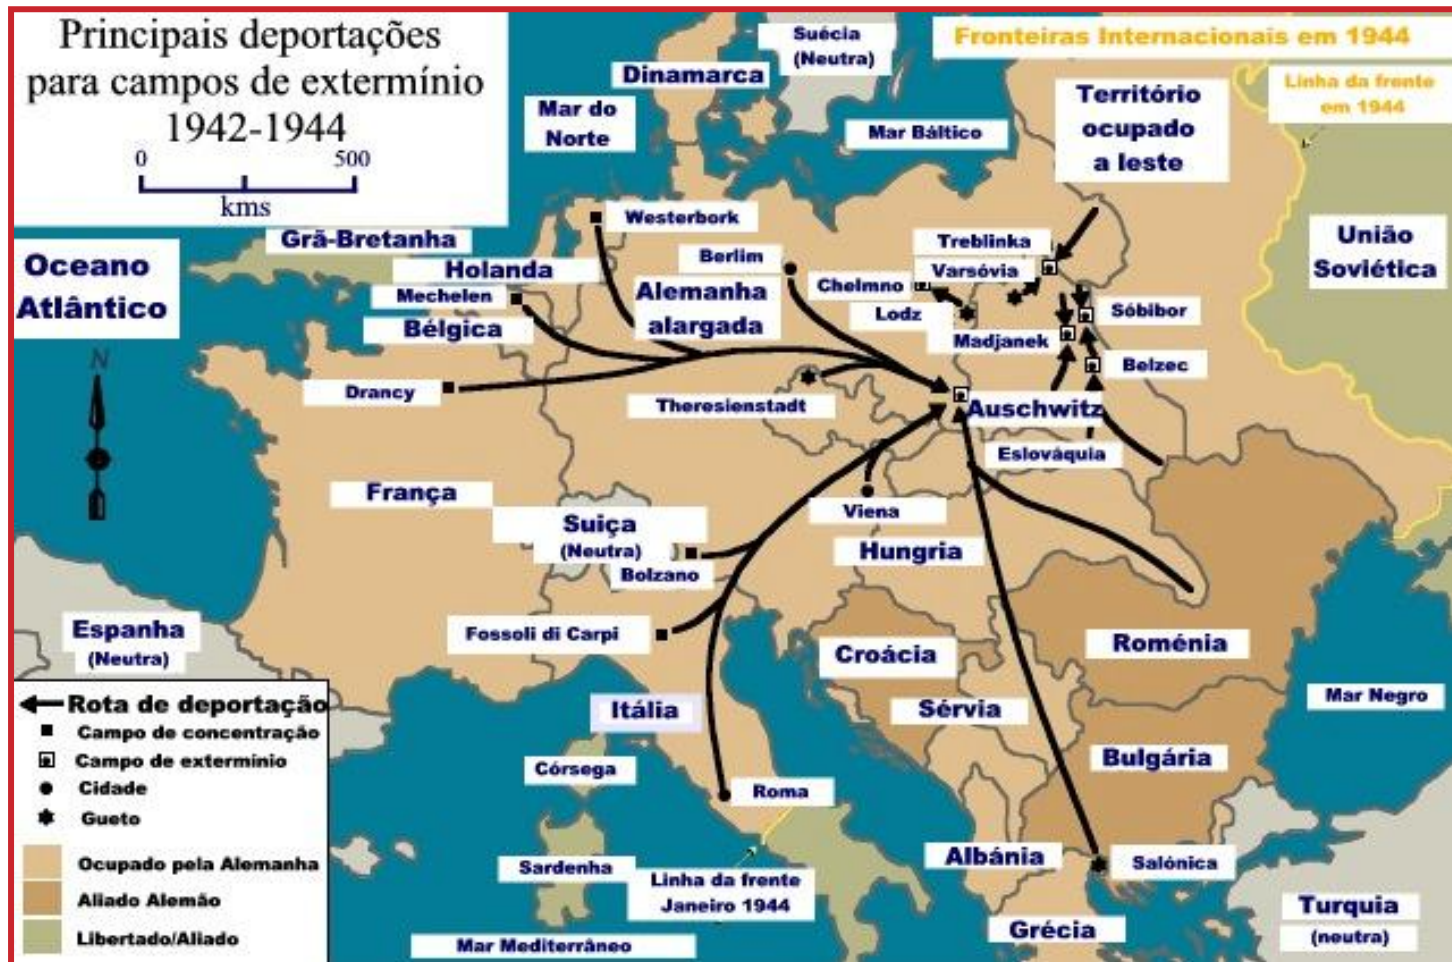 Principais deportações
para campos de extermínio
1942-1944
0 500
kms
Suécia
(Neutra)
Fronteiras Internacionais em 1944
Linha da frente
em 1944
Dinamarca
Mar do
Norte
Mar Báltico
Território
ocupado
a leste
União
Soviética
Oceano
Atlântico
Grã-Bretanha
Westerbork
Holanda
Mechelen
Bélgica
Berlim
Alemanha
alargada
Treblinka
Varsóvia
Chelmno
Lodz
Madjanek
Sóbibor
Belzec
N
Drancy
Theresienstadt
Auschwitz
Eslováquia
França
Suiça
(Neutra)
Viena
Hungria
Bolzano
Fossoli di Carpi
Espanha
(Neutra)
Croácia
Roménia
Sérvia
Mar Negro
Itália
Bulgária
Córsega
Roma
Sardenha
Linha da frente
Janeiro 1944
Albánia
Salónica
Grécia
Turquia
(neutra)
Mar Mediterrâneo
Rota de deportação
Campo de concentração
Campo de extermínio
Cidade
Gueto
Ocupado pela Alemanha
Aliado Alemão
Libertado/Aliado